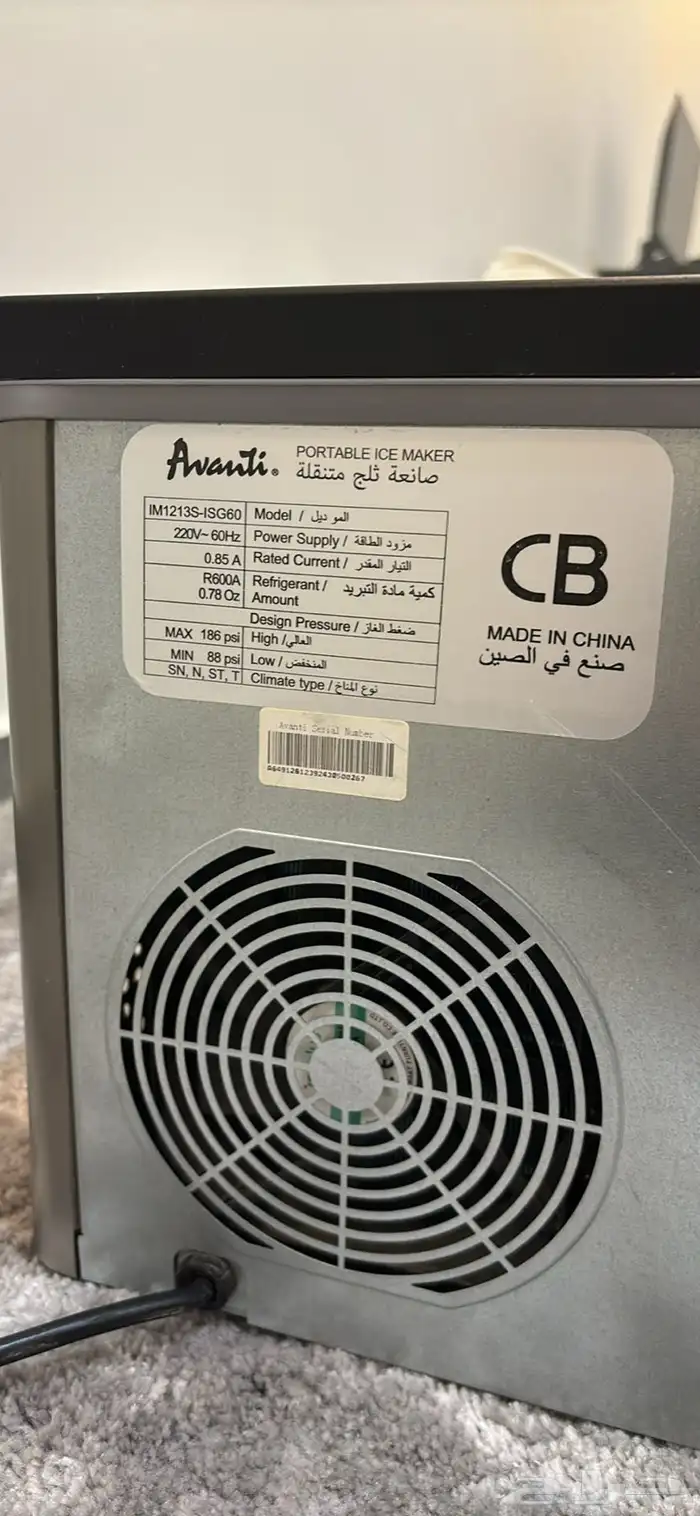 Avanti® PORTABLE ICE MAKER
صانعة ثلج متنقلة
IM1213S-ISG60 Model / الموديل
220V~ 60Hz Power Supply / مزود الطاقة
0.85 A Rated Current / التيار المقدر
R600A Refrigerant / كمية مادة التبريد
0.78 Oz Amount
Design Pressure / ضغط الغاز
MAX 186 psi High /العالي
MIN 88 psi Low / المنخفض
SN, N, ST, T Climate type / نوع المناخ
CB
MADE IN CHINA
صنع في الصين
Avanti Serial Number
CO.,LTD